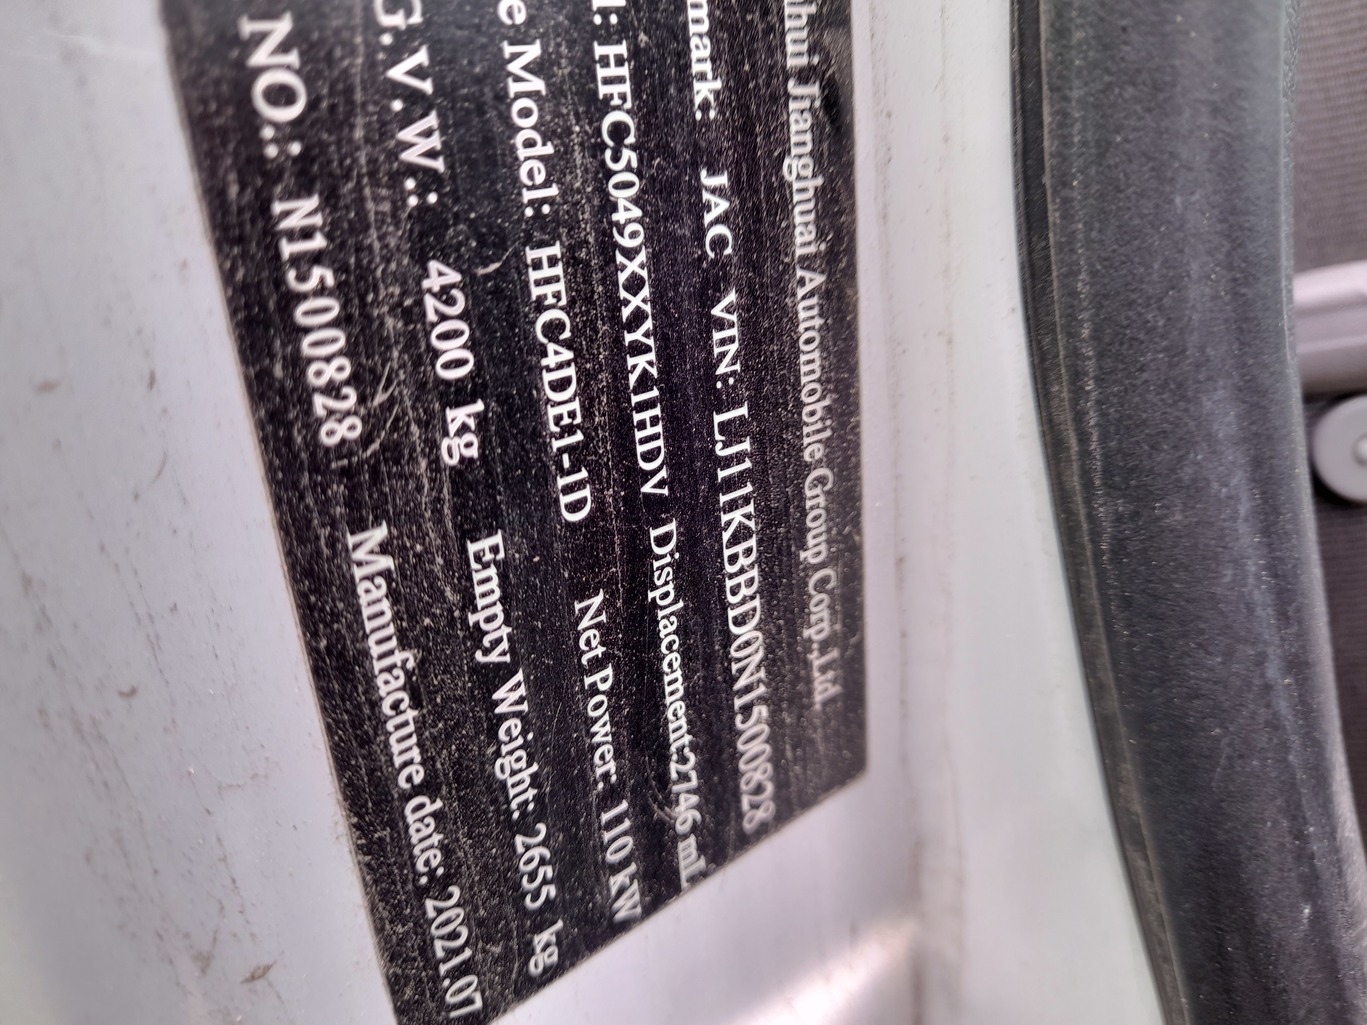 hui Jianghuai Automobile Group Corp.,Ltd.
mark: JAC VIN: LJ11KBBD0N1500828
l: HFC5049XXYK1HDV Displacement:2746 mL
e Model: HFC4DE1-1D Net Power: 110 kW
G.V.W.: 4200 kg Empty Weight: 2655 kg
NO.: N1500828 Manufacture date: 2021.07